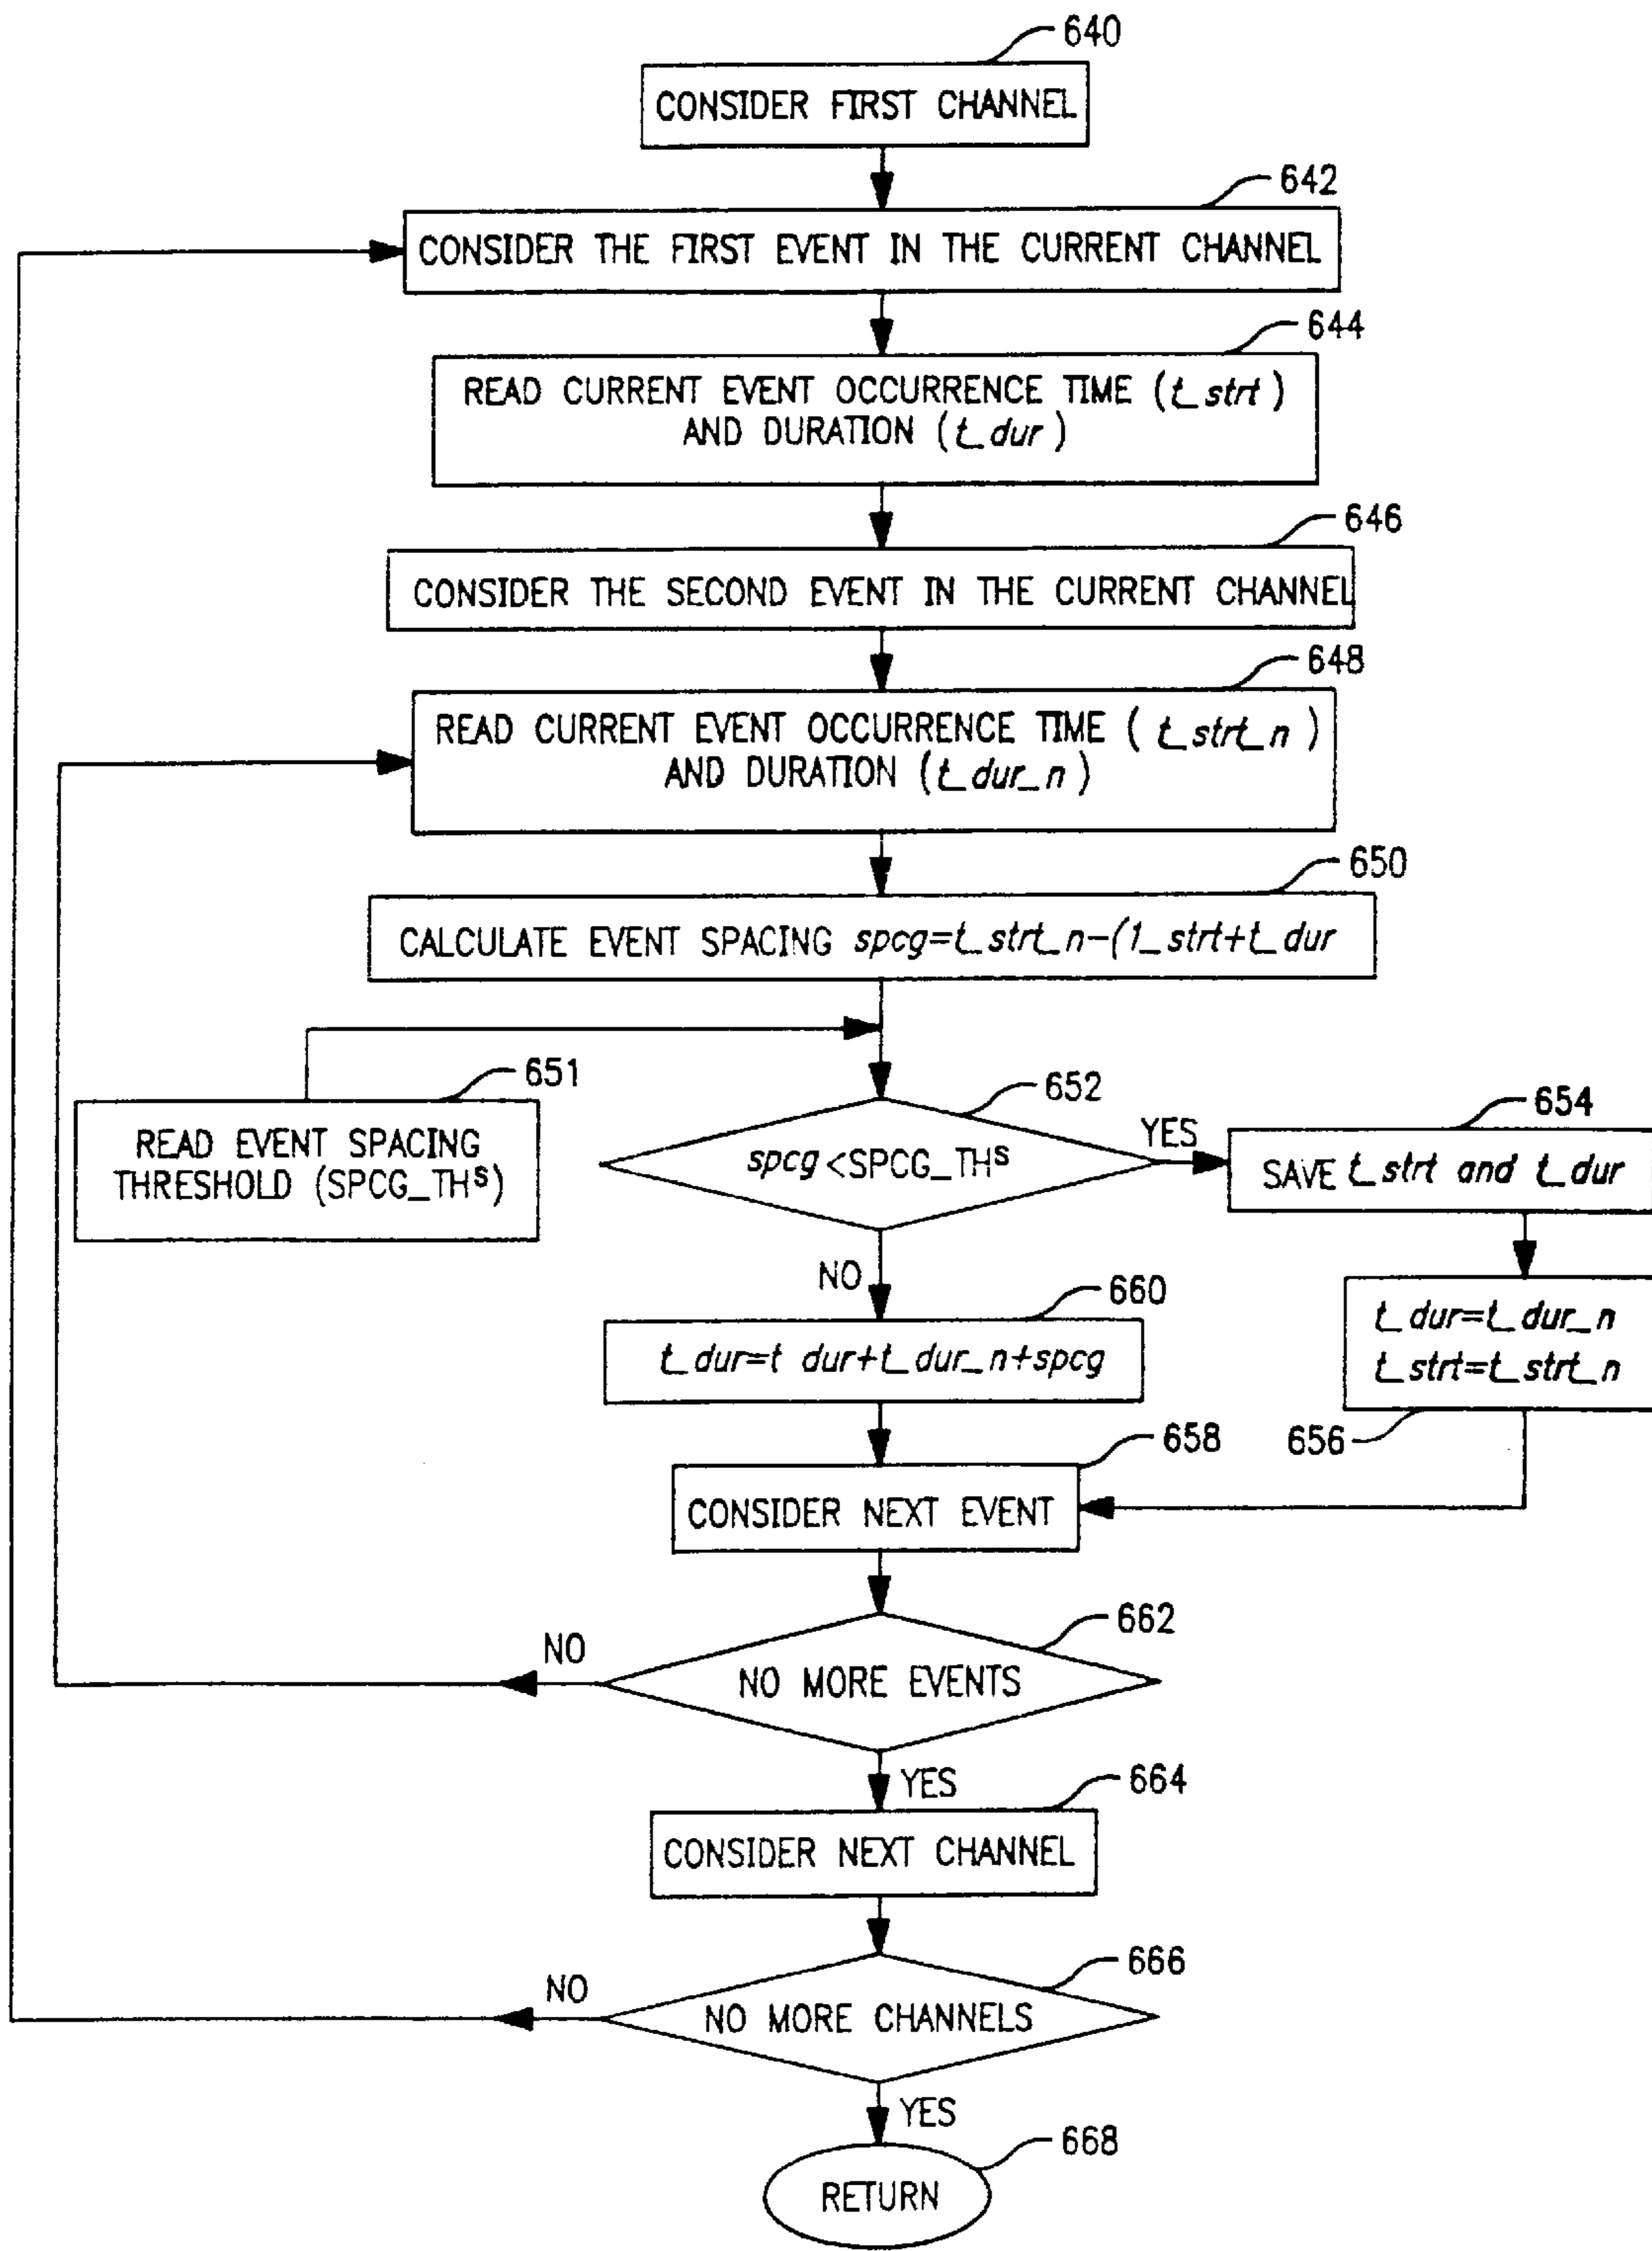 640
CONSIDER FIRST CHANNEL
642
CONSIDER THE FIRST EVENT IN THE CURRENT CHANNEL
644
READ CURRENT EVENT OCCURRENCE TIME (t_strt)
AND DURATION (t_dur)
646
CONSIDER THE SECOND EVENT IN THE CURRENT CHANNEL
648
READ CURRENT EVENT OCCURRENCE TIME (t_strt_n)
AND DURATION (t_dur_n)
650
CALCULATE EVENT SPACING spcg=t_strt_n-(1_strt+t_dur
651
READ EVENT SPACING
THRESHOLD (SPCG_THˢ)
652
spcg<SPCG_THˢ
YES
654
SAVE t_strt and t_dur
NO
660
t_dur=t dur+t_dur_n+spcg
t_dur=t_dur_n
t_strt=t_strt_n
656
658
CONSIDER NEXT EVENT
662
NO
NO MORE EVENTS
YES
664
CONSIDER NEXT CHANNEL
666
NO
NO MORE CHANNELS
YES
668
RETURN